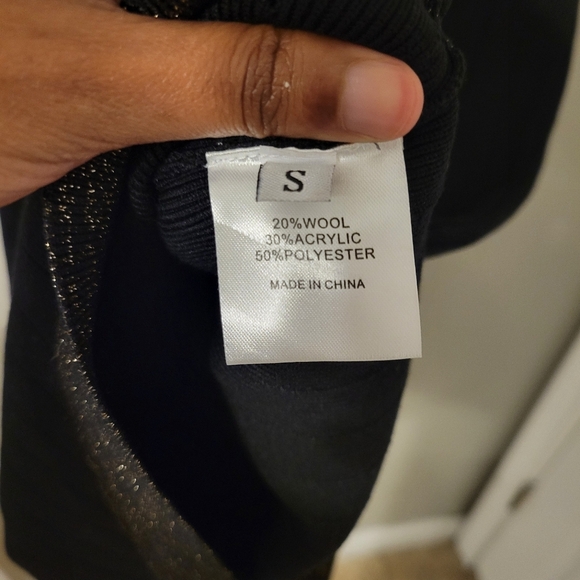 S
20%WOOL
30%ACRYLIC
50%POLYESTER
MADE IN CHINA